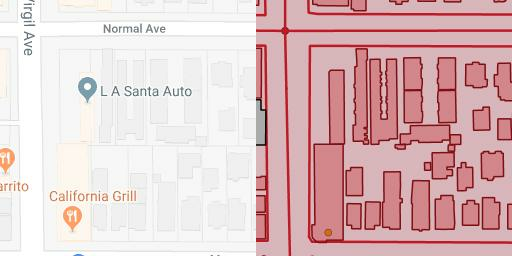 Virgil Ave
Normal Ave
L A Santa Auto
arrito
California Grill